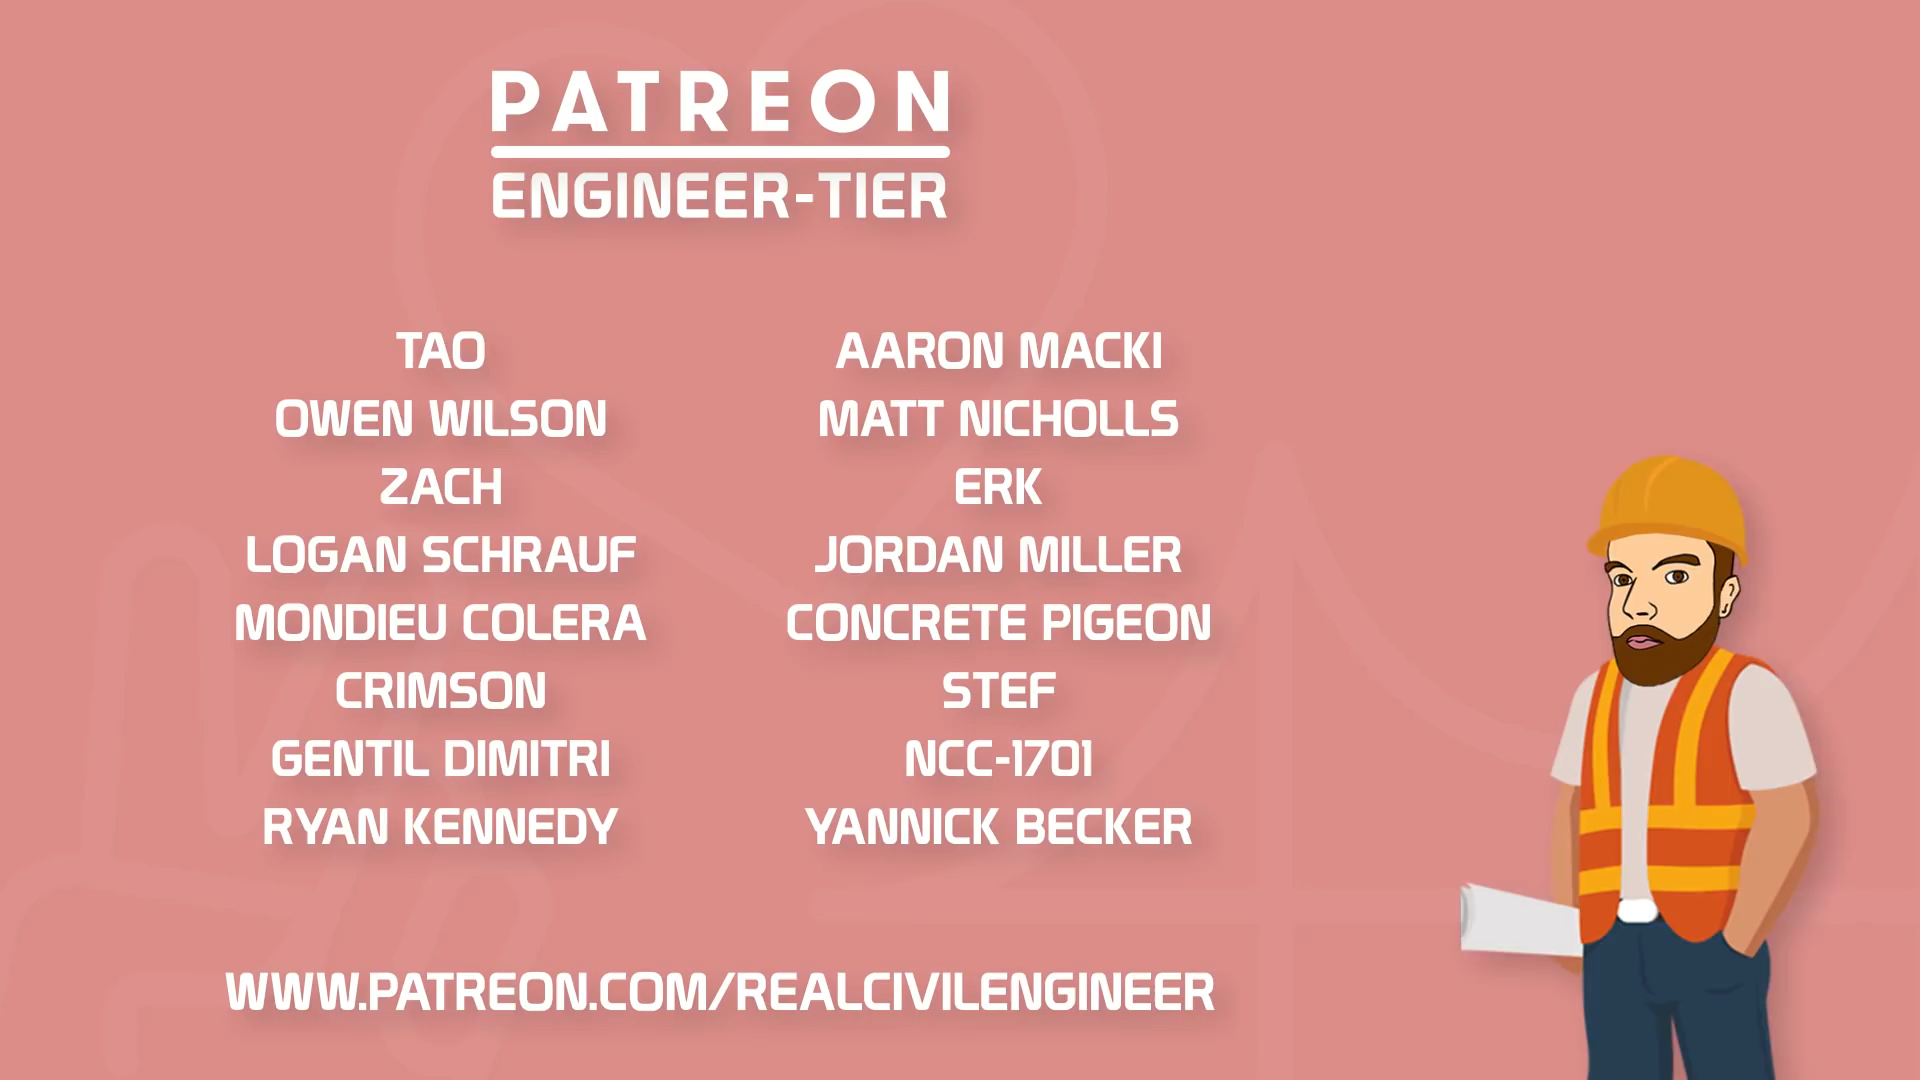 PATREON
ENGINEER-TIER
TAO
OWEN WILSON
ZACH
LOGAN SCHRAUF
MONDIEU COLERA
CRIMSON
GENTIL DIMITRI
RYAN KENNEDY
AARON MACKI
MATT NICHOLLS
ERK
JORDAN MILLER
CONCRETE PIGEON
STEF
NCC-1701
YANNICK BECKER
WWW.PATREON.COM/REALCIVILENGINEER